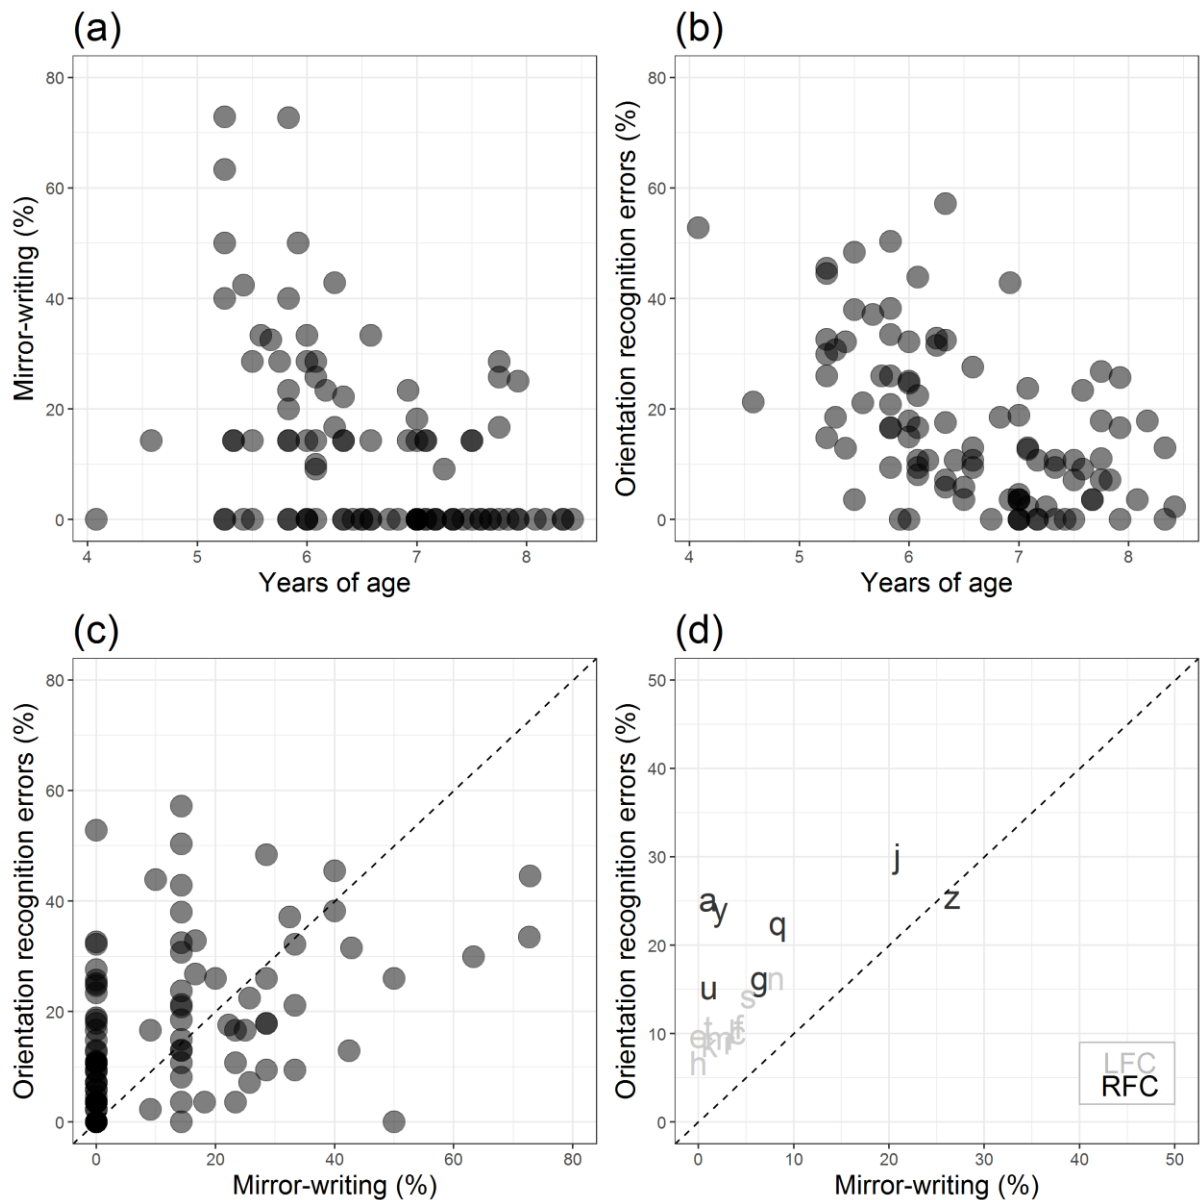 (a)
Mirror-writing (%)
80
60
40
20
0
4 5 6 7 8
Years of age
(b)
Orientation recognition errors (%)
80
60
40
20
0
4 5 6 7 8
Years of age
(c)
Orientation recognition errors (%)
80
60
40
20
0
0 20 40 60 80
Mirror-writing (%)
(d)
Orientation recognition errors (%)
50
40
30
20
10
0
j
a y z
q
u g n
s
t f
e k m r c
h
LFC
RFC
0 10 20 30 40 50
Mirror-writing (%)